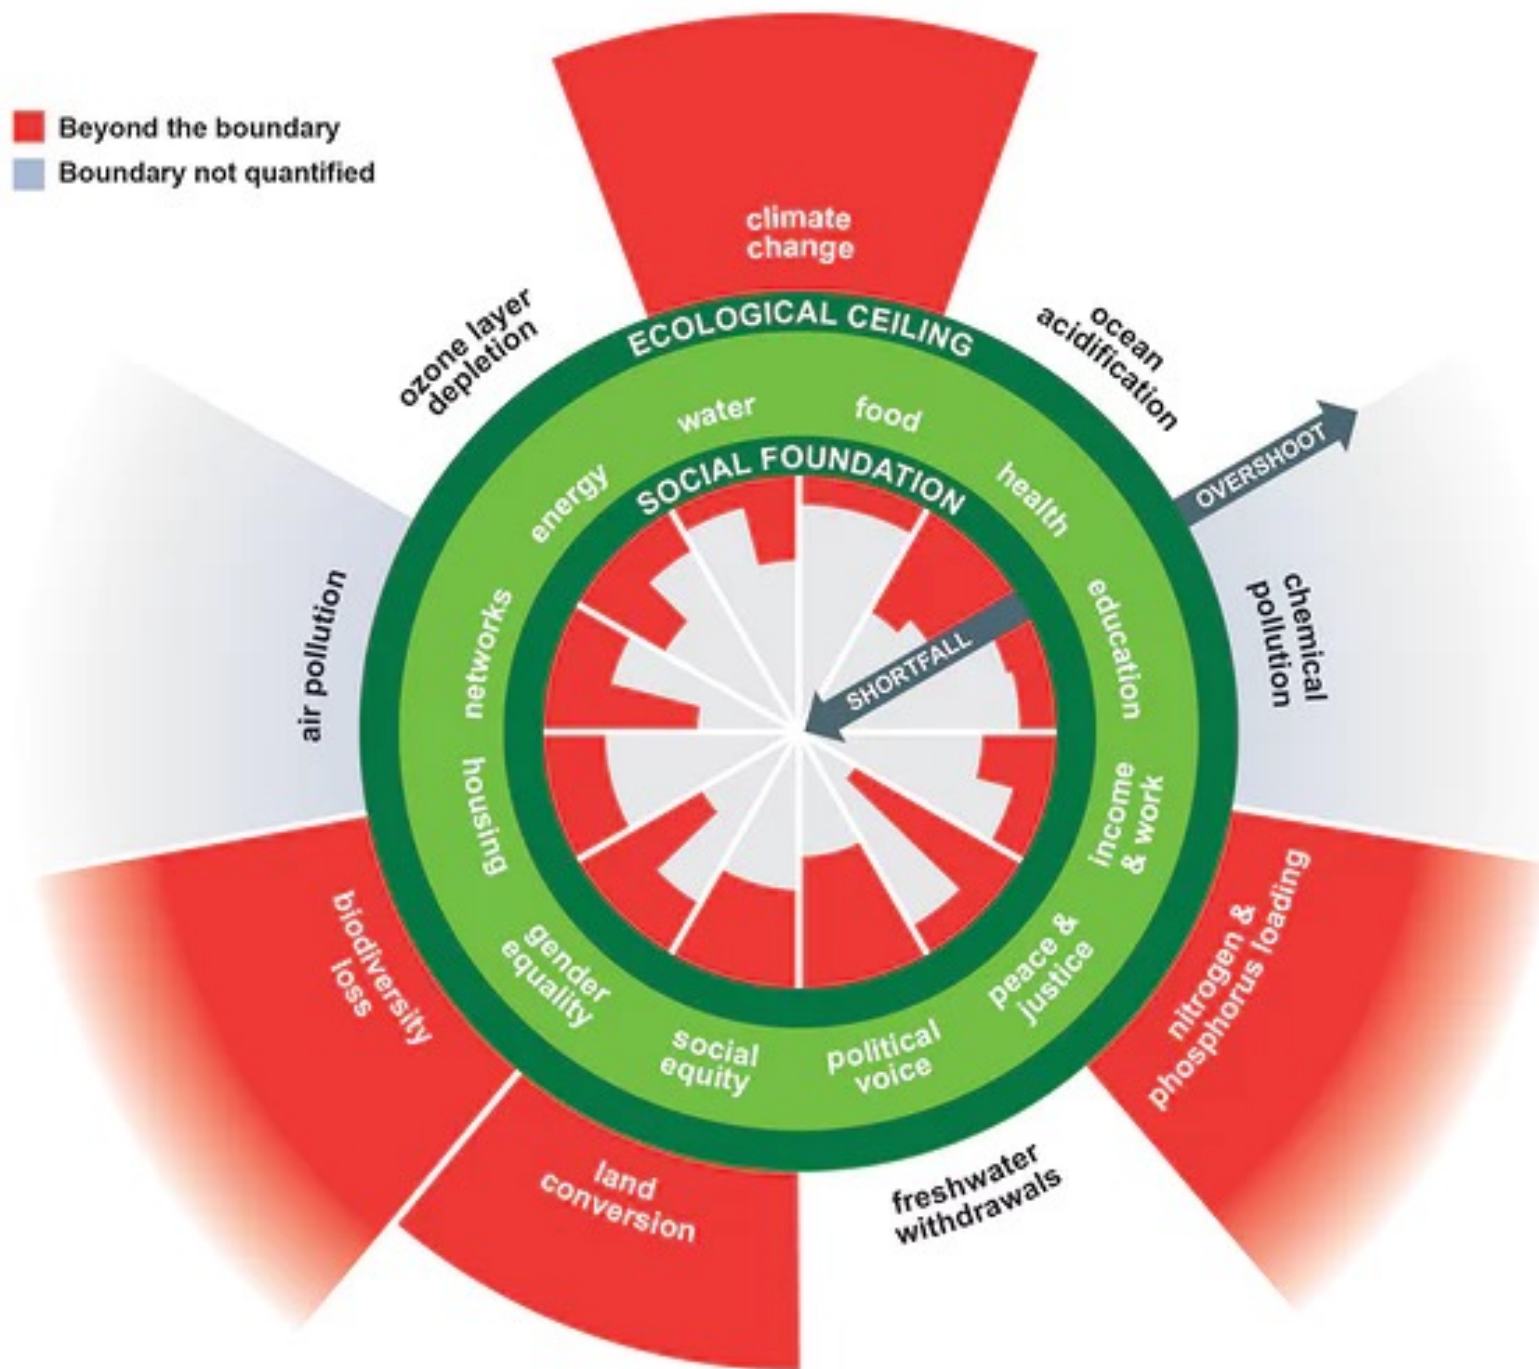 Beyond the boundary
Boundary not quantified
climate
change
ozone layer
depletion
ocean
acidification
ECOLOGICAL CEILING
water
food
SOCIAL FOUNDATION
energy
health
OVERSHOOT
networks
education
SHORTFALL
air pollution
chemical
pollution
housing
income
& work
biodiversity
loss
gender
equality
peace &
justice
nitrogen &
phosphorus loading
social
equity
political
voice
land
conversion
freshwater
withdrawals